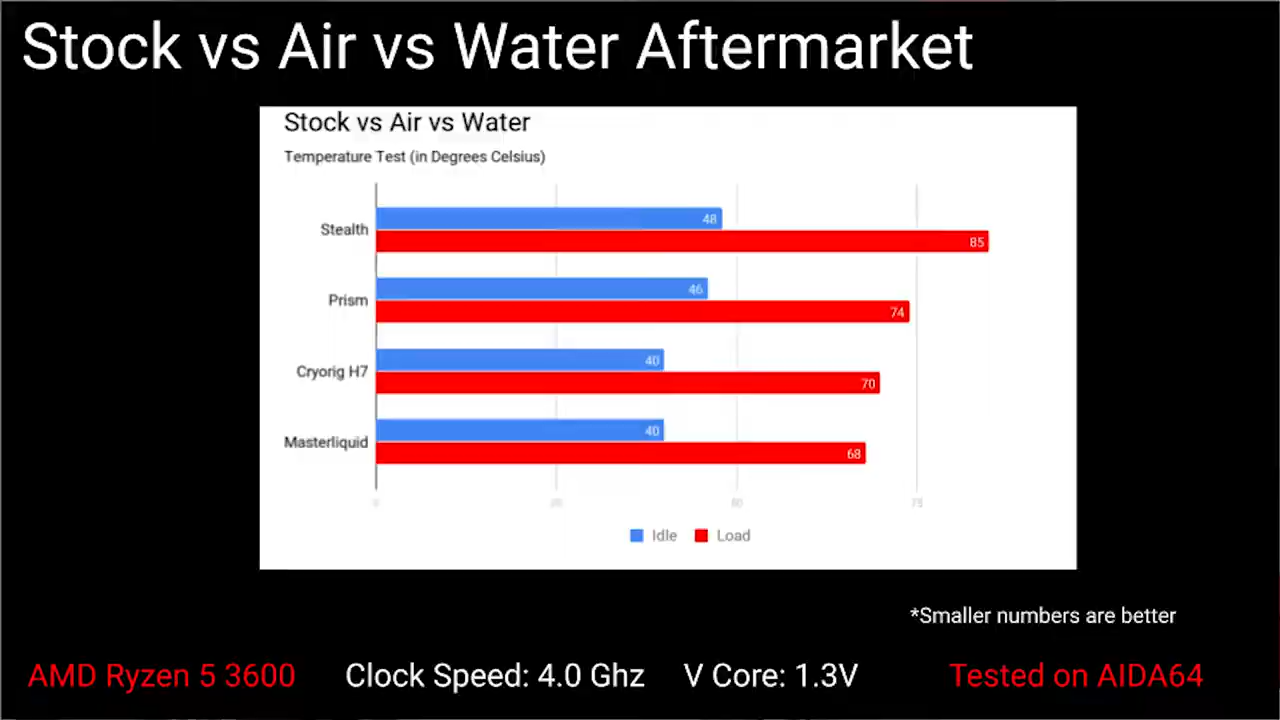 Stock vs Air vs Water Aftermarket
Stock vs Air vs Water
Temperature Test (in Degrees Celsius)
Stealth
48
85
Prism
46
74
Cryorig H7
40
70
Masterliquid
40
68
0
75
Idle
Load
*Smaller numbers are better
AMD Ryzen 5 3600 Clock Speed: 4.0 Ghz V Core: 1.3V Tested on AIDA64